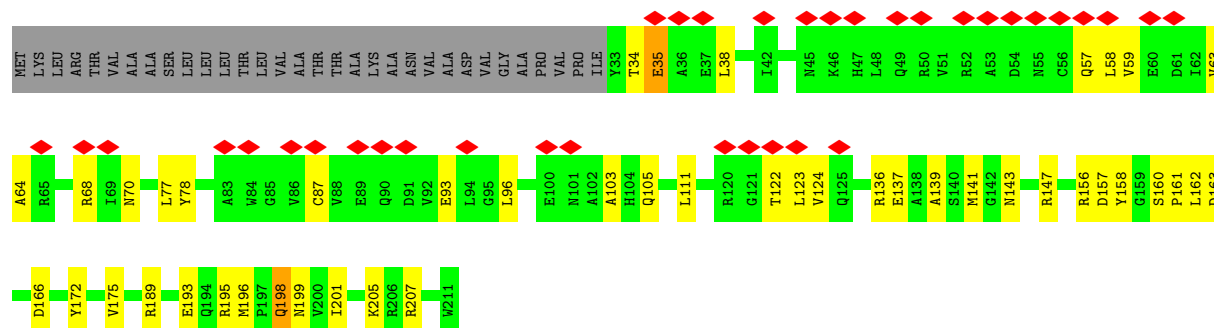 MET LYS LEU ARG THR VAL ALA ALA SER LEU LEU LEU THR LEU VAL ALA THR THR ALA LYS ALA ASN VAL ALA ASP VAL GLY ALA PRO VAL PRO ILE Y33 T34 E35 A36 E37 L38 I42 N45 K46 H47 L48 Q49 R50 V51 R52 A53 D54 N55 C56 Q57 L58 V59 E60 D61 I62 V63
A64 R65 R68 I69 N70 L77 Y78 A83 W84 G85 V86 C87 V88 E89 Q90 D91 V92 E93 L94 G95 L96 E100 N101 A102 A103 H104 Q105 L111 R120 G121 T122 L123 V124 Q125 R136 E137 A138 A139 S140 M141 G142 N143 R147 R156 D157 Y158 G159 S160 P161 L162 D163
D166 Y172 V175 R189 E193 Q194 R195 M196 P197 Q198 N199 V200 I201 K205 R206 R207 W211